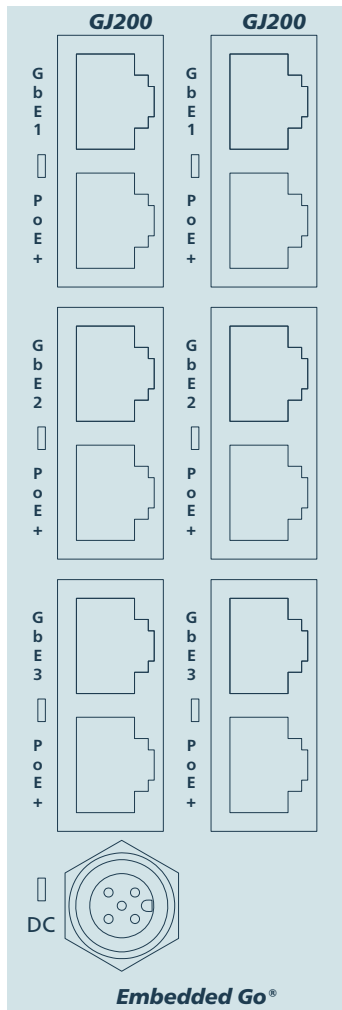 GJ200 GJ200
GbE1 GbE1
PoE+ PoE+
GbE2 GbE2
PoE+ PoE+
GbE3 GbE3
PoE+ PoE+
DC
Embedded Go®